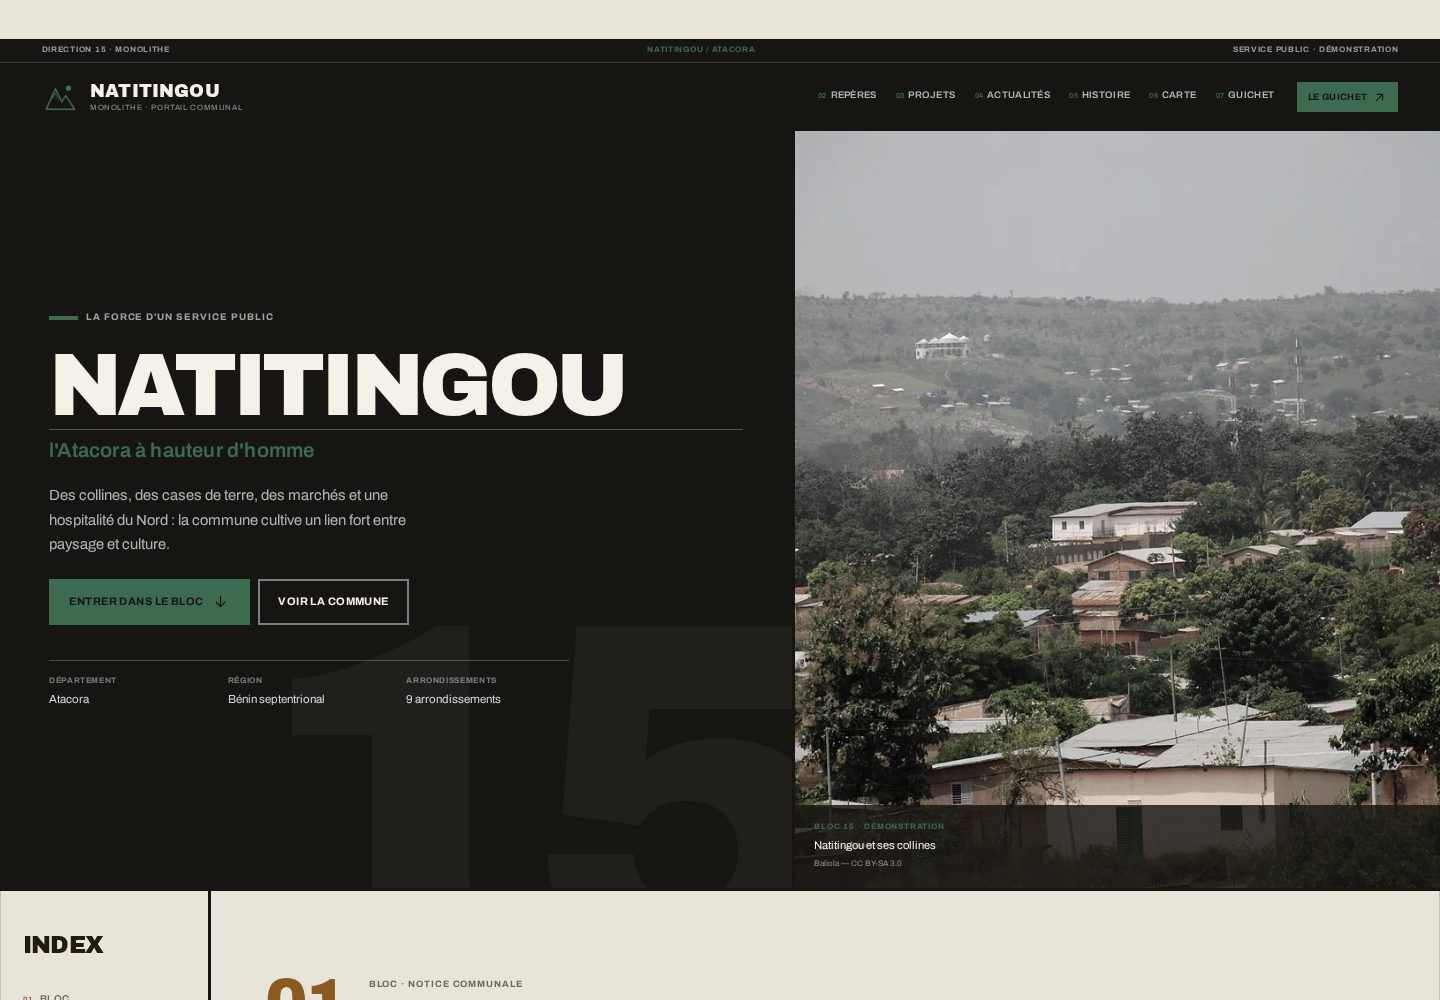 DIRECTION 15 · MONOLITHE
NATITINGOU / ATACORA
SERVICE PUBLIC · DÉMONSTRATION
NATITINGOU
MONOLITHE · PORTAIL COMMUNAL
02 REPÈRES
03 PROJETS
04 ACTUALITÉS
05 HISTOIRE
06 CARTE
07 GUICHET
LE GUICHET
LA FORCE D'UN SERVICE PUBLIC
NATITINGOU
l'Atacora à hauteur d'homme
Des collines, des cases de terre, des marchés et une
hospitalité du Nord : la commune cultive un lien fort entre
paysage et culture.
ENTRER DANS LE BLOC
VOIR LA COMMUNE
15
DÉPARTEMENT
Atacora
RÉGION
Bénin septentrional
ARRONDISSEMENTS
9 arrondissements
BLOC 15 · DÉMONSTRATION
Natitingou et ses collines
Baliola — CC BY-SA 3.0
INDEX
01 BLOC
01
BLOC · NOTICE COMMUNALE